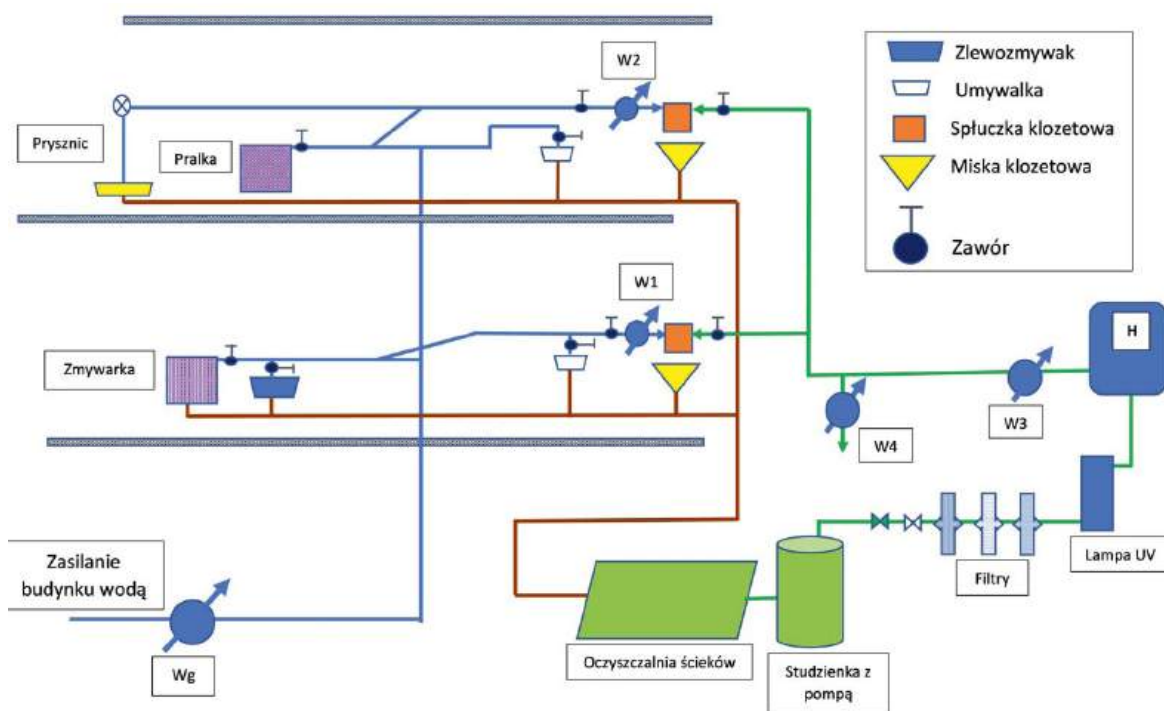 W2
Zlewozmywak
Umywalka
Spłuczka klozetowa
Miska klozetowa
Zawór
Prysznic
Pralka
W1
H
Zmywarka
W3
W4
Zasilanie
budynku wodą
Lampa UV
Filtry
Wg
Oczyszczalnia ścieków
Studzienka z
pompą